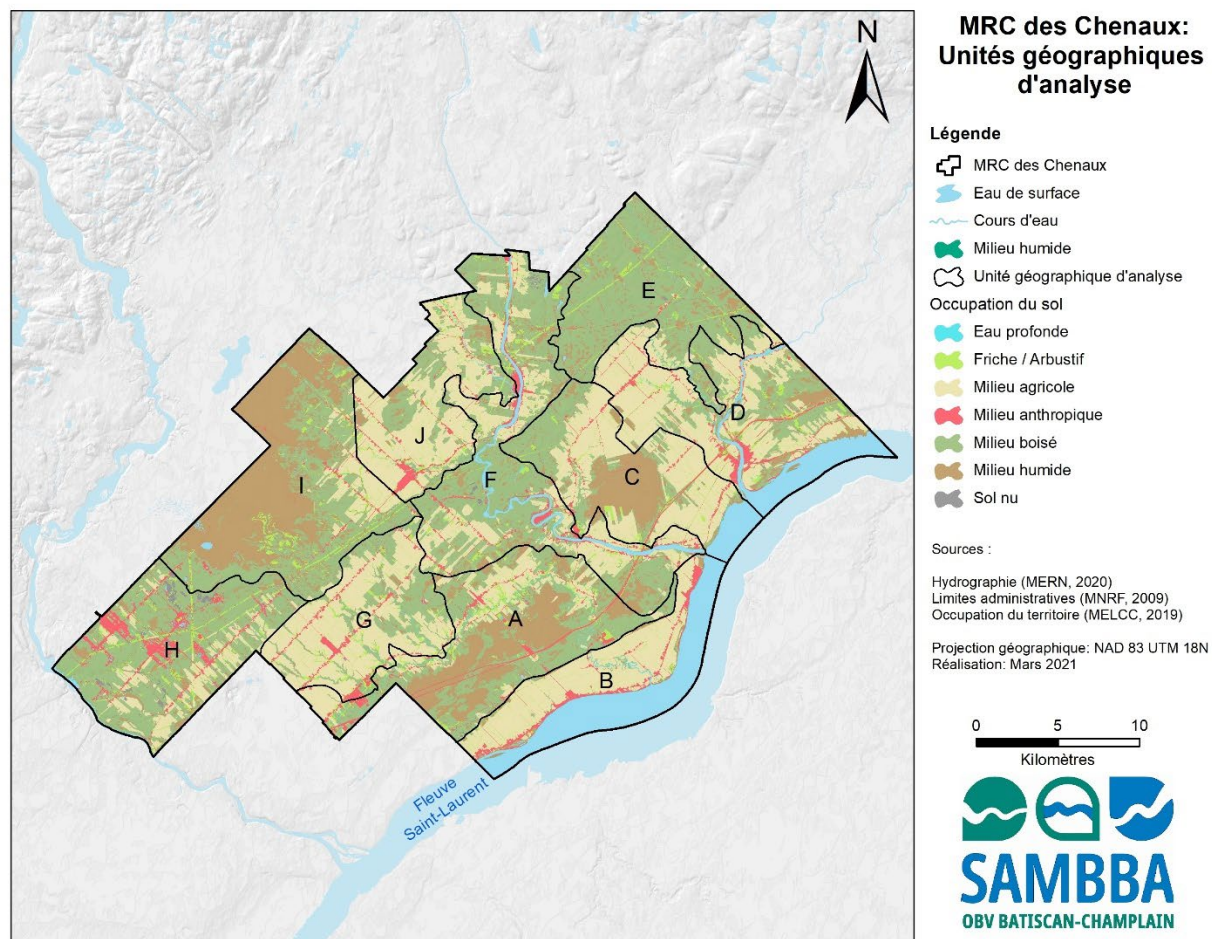 MRC des Chenaux:
Unités géographiques
d'analyse
Légende
MRC des Chenaux
Eau de surface
Cours d'eau
Milieu humide
Unité géographique d'analyse
Occupation du sol
Eau profonde
Friche / Arbustif
Milieu agricole
Milieu anthropique
Milieu boisé
Milieu humide
Sol nu
Sources :
Hydrographie (MERN, 2020)
Limites administratives (MNRF, 2009)
Occupation du territoire (MELCC, 2019)
Projection géographique: NAD 83 UTM 18N
Réalisation: Mars 2021
0 5 10
Kilomètres
SAMBBA
OBV BATISCAN-CHAMPLAIN
N
E
D
J
C
F
I
A
G
H
B
Fleuve
Saint-Laurent